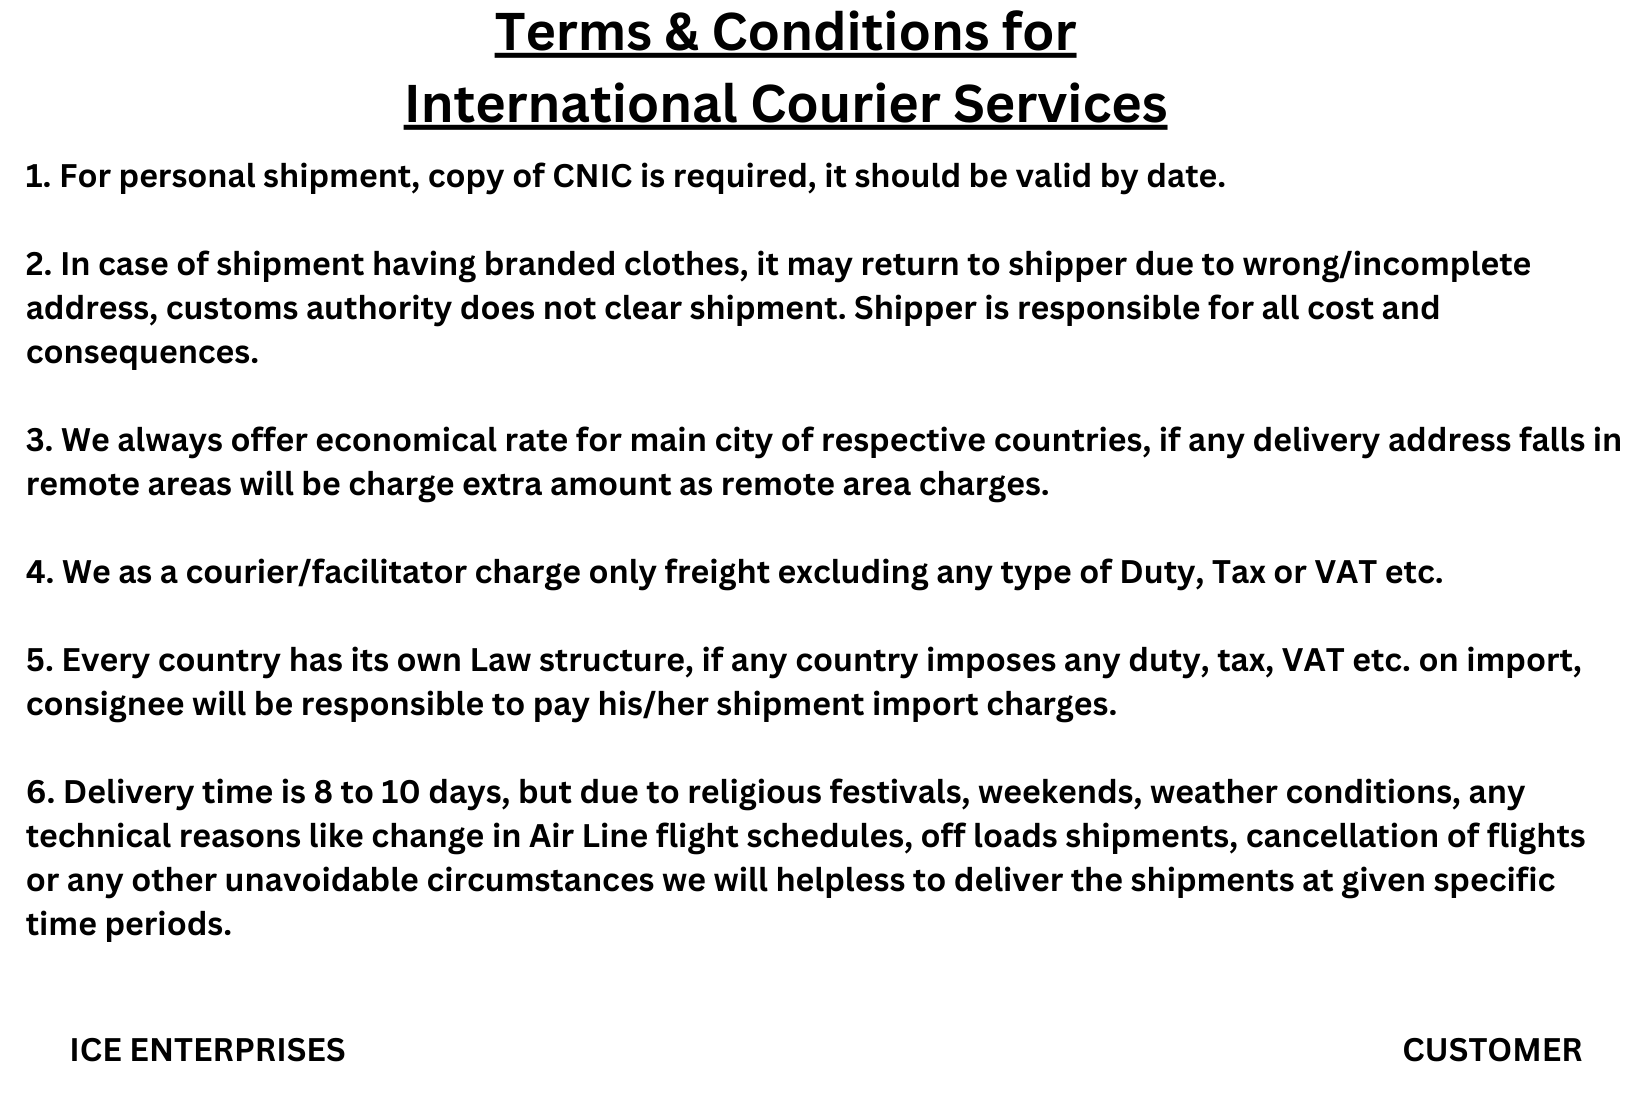 Terms & Conditions for
International Courier Services
1. For personal shipment, copy of CNIC is required, it should be valid by date.
2. In case of shipment having branded clothes, it may return to shipper due to wrong/incomplete
address, customs authority does not clear shipment. Shipper is responsible for all cost and
consequences.
3. We always offer economical rate for main city of respective countries, if any delivery address falls in
remote areas will be charge extra amount as remote area charges.
4. We as a courier/facilitator charge only freight excluding any type of Duty, Tax or VAT etc.
5. Every country has its own Law structure, if any country imposes any duty, tax, VAT etc. on import,
consignee will be responsible to pay his/her shipment import charges.
6. Delivery time is 8 to 10 days, but due to religious festivals, weekends, weather conditions, any
technical reasons like change in Air Line flight schedules, off loads shipments, cancellation of flights
or any other unavoidable circumstances we will helpless to deliver the shipments at given specific
time periods.
ICE ENTERPRISES CUSTOMER